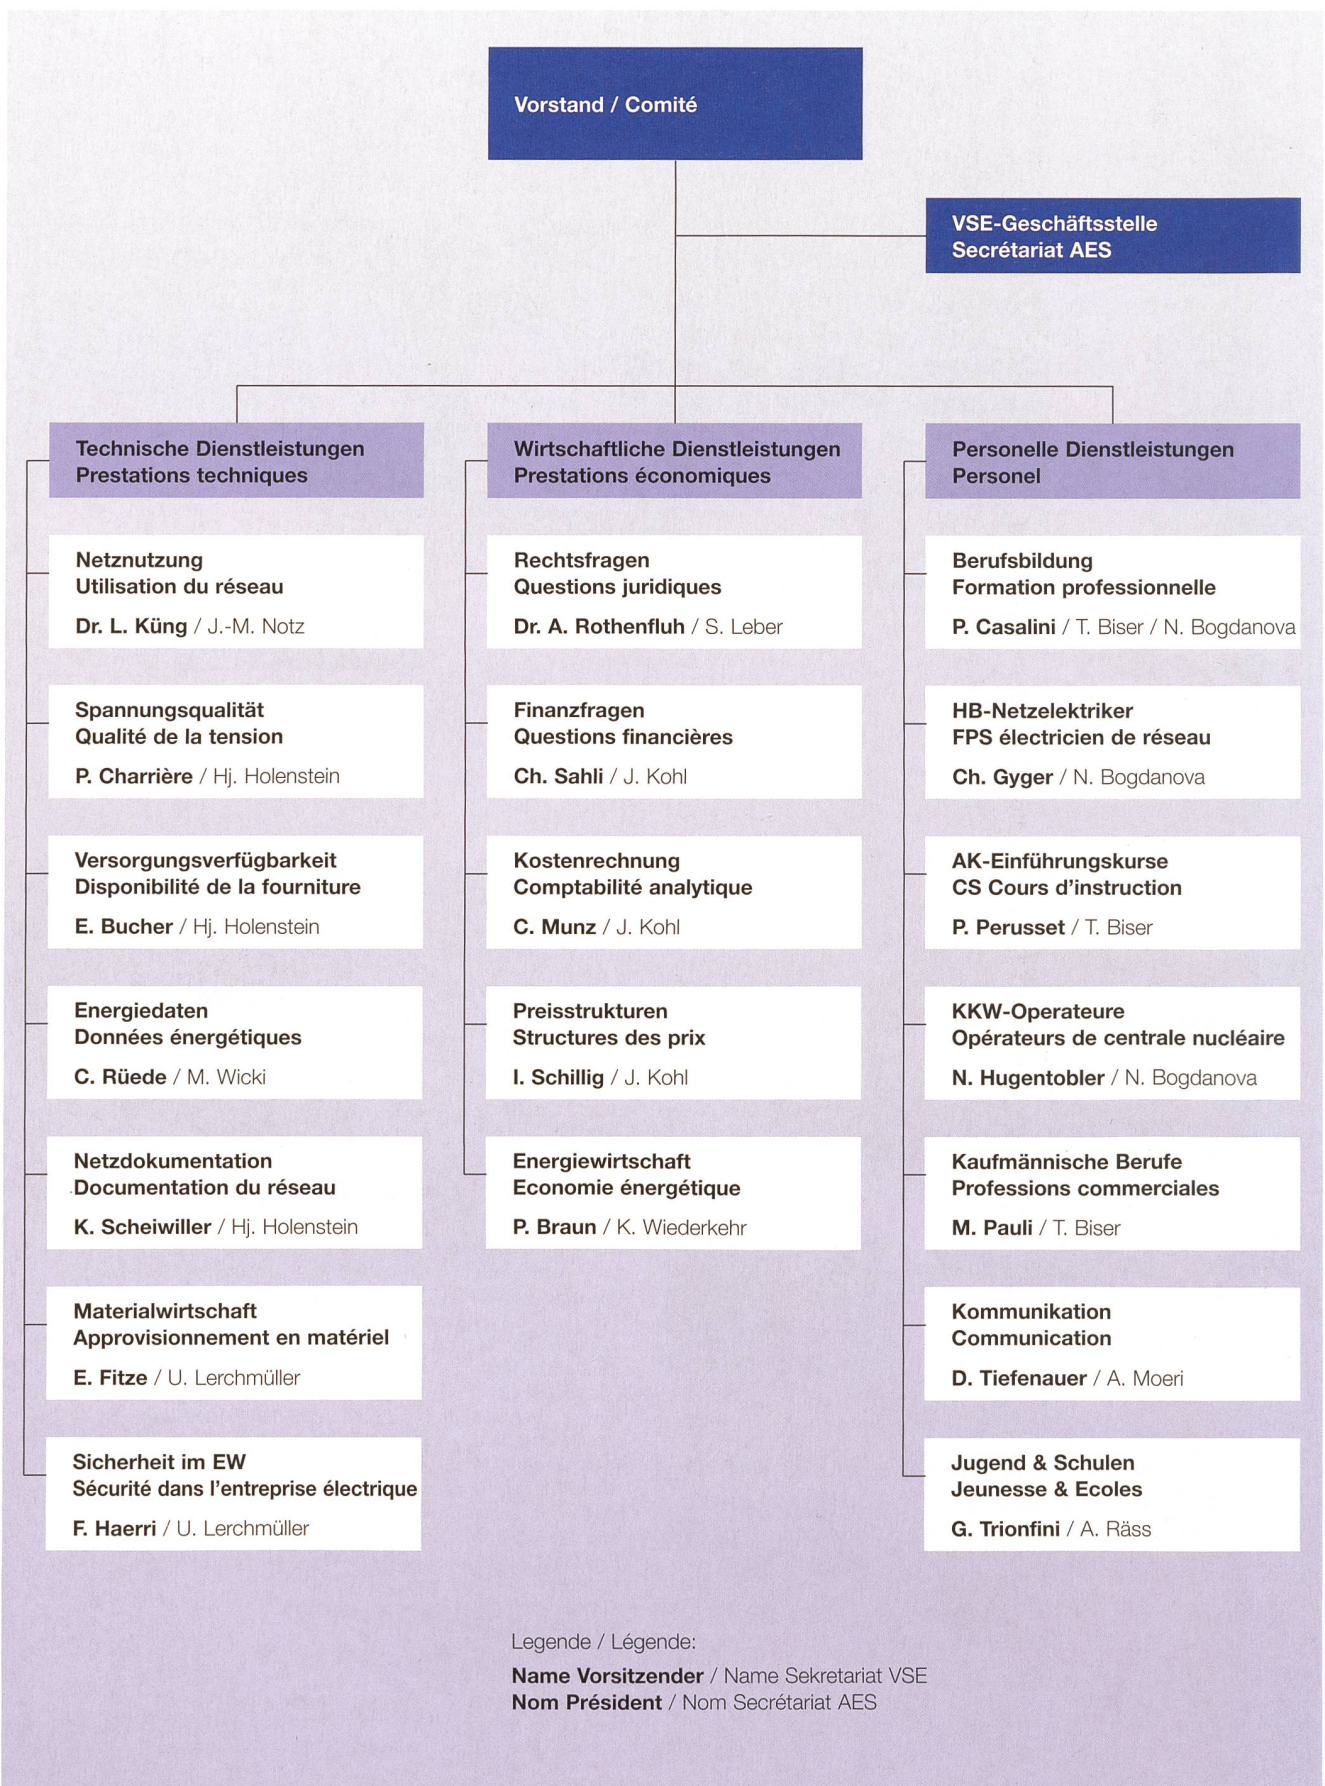 Vorstand / Comité
VSE-Geschäftsstelle
Secrétariat AES
Technische Dienstleistungen
Prestations techniques
Netznutzung
Utilisation du réseau
Dr. L. Küng / J.-M. Notz
Spannungsqualität
Qualité de la tension
P. Charrière / Hj. Holenstein
Versorgungsverfügbarkeit
Disponibilité de la fourniture
E. Bucher / Hj. Holenstein
Energiedaten
Données énergétiques
C. Rüede / M. Wicki
Netzdokumentation
Documentation du réseau
K. Scheiwiller / Hj. Holenstein
Materialwirtschaft
Approvisionnement en matériel
E. Fitze / U. Lerchmüller
Sicherheit im EW
Sécurité dans l'entreprise électrique
F. Haerri / U. Lerchmüller
Wirtschaftliche Dienstleistungen
Prestations économiques
Rechtsfragen
Questions juridiques
Dr. A. Rothenfluh / S. Leber
Finanzfragen
Questions financières
Ch. Sahli / J. Kohl
Kostenrechnung
Comptabilité analytique
C. Munz / J. Kohl
Preisstrukturen
Structures des prix
I. Schillig / J. Kohl
Energiewirtschaft
Economie énergétique
P. Braun / K. Wiederkehr
Personelle Dienstleistungen
Personel
Berufsbildung
Formation professionnelle
P. Casalini / T. Biser / N. Bogdanova
HB-Netzelektriker
FPS électricien de réseau
Ch. Gyger / N. Bogdanova
AK-Einführungskurse
CS Cours d'instruction
P. Perusset / T. Biser
KKW-Operateure
Opérateurs de centrale nucléaire
N. Hugentobler / N. Bogdanova
Kaufmännische Berufe
Professions commerciales
M. Pauli / T. Biser
Kommunikation
Communication
D. Tiefenauer / A. Moeri
Jugend & Schulen
Jeunesse & Ecoles
G. Trionfini / A. Räss
Legende / Légende:
Name Vorsitzender / Name Sekretariat VSE
Nom Président / Nom Secrétariat AES